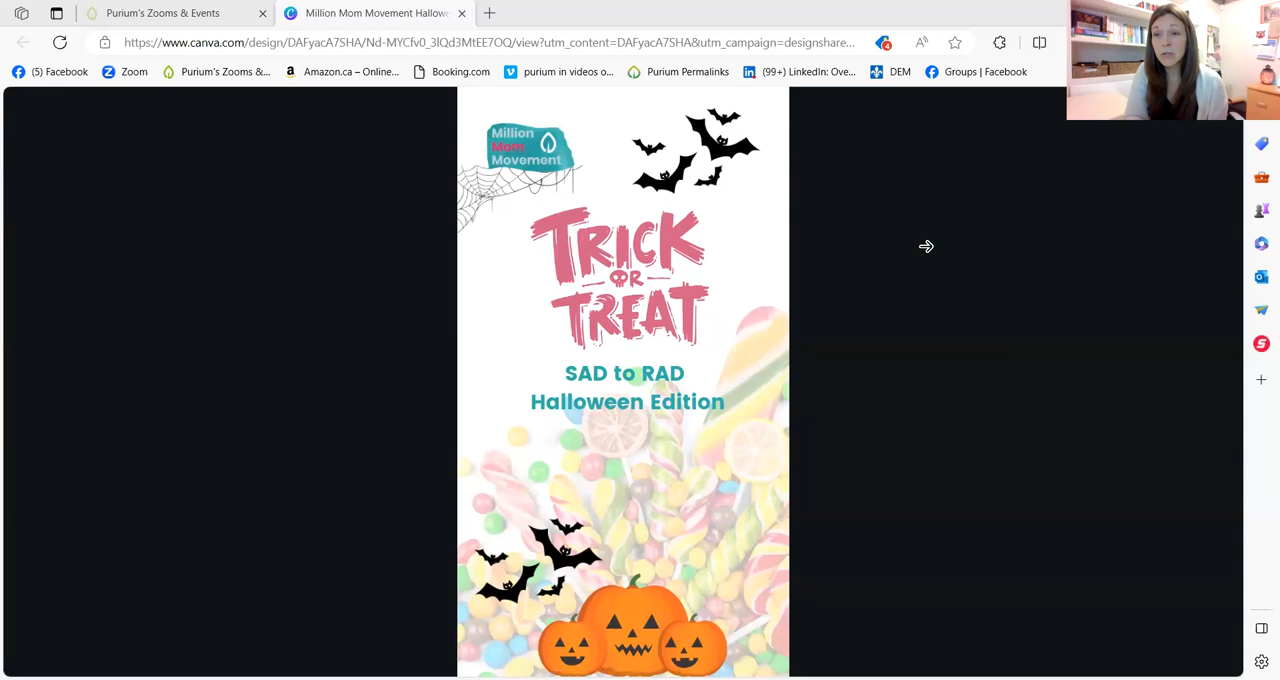 Purium's Zooms & Events
Million Mom Movement Hallow
https://www.canva.com/design/DAFyacA7SHA/Nd-MYCfv0_3lQd3MtEE7OQ/view?utm_content=DAFyacA7SHA&utm_campaign=designshare...
4
(5) Facebook
Zoom
Purium's Zooms &...
Amazon.ca – Online...
Booking.com
purium in videos o...
Purium Permalinks
(99+) LinkedIn: Ove...
DEM
Groups | Facebook
Million
Mom
Movement
TRICK
OR
TREAT
SAD to RAD
Halloween Edition